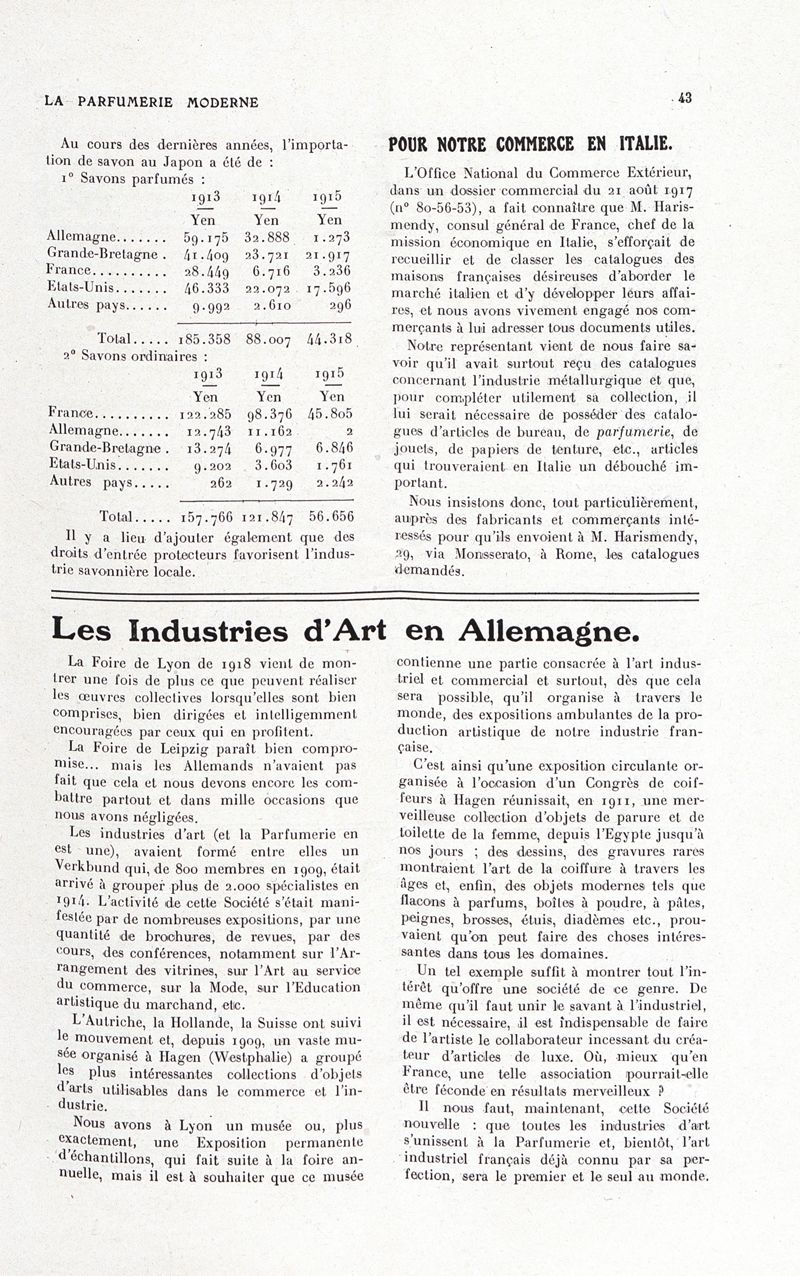 LA PARFUMERIE MODERNE
43
Au cours des dernières années, l'importa-
tion de savon au Japon a été de :
1° Savons parfumés :
1913 1914 1915
Yen Yen Yen
Allemagne....... 59.175 32.888 1.273
Grande-Bretagne . 41.409 23.721 21.917
France.......... 28.449 6.716 3.236
Etats-Unis....... 46.333 22.072 17.596
Autres pays...... 9.992 2.610 296
Total..... 185.358 88.007 44.318
2° Savons ordinaires :
1913 1914 1915
Yen Yen Yen
France.......... 122.285 98.376 45.805
Allemagne....... 12.743 11.162 2
Grande-Bretagne . 13.274 6.977 6.846
Etats-Unis....... 9.202 3.603 1.761
Autres pays..... 262 1.729 2.242
Total..... 157.766 121.847 56.656
Il y a lieu d'ajouter également que des
droits d'entrée protecteurs favorisent l'indus-
trie savonnière locale.
POUR NOTRE COMMERCE EN ITALIE.
L'Office National du Commerce Extérieur,
dans un dossier commercial du 21 août 1917
(n° 80-56-53), a fait connaître que M. Haris-
mendy, consul général de France, chef de la
mission économique en Italie, s'efforçait de
recueillir et de classer les catalogues des
maisons françaises désireuses d'aborder le
marché italien et d'y développer leurs affai-
res, et nous avons vivement engagé nos com-
merçants à lui adresser tous documents utiles.
Notre représentant vient de nous faire sa-
voir qu'il avait surtout reçu des catalogues
concernant l'industrie métallurgique et que,
pour compléter utilement sa collection, il
lui serait nécessaire de posséder des catalo-
gues d'articles de bureau, de parfumerie, de
jouets, de papiers de tenture, etc., articles
qui trouveraient en Italie un débouché im-
portant.
Nous insistons donc, tout particulièrement,
auprès des fabricants et commerçants inté-
ressés pour qu'ils envoient à M. Harismendy,
29, via Monsserato, à Rome, les catalogues
demandés.
Les Industries d'Art en Allemagne.
La Foire de Lyon de 1918 vient de mon-
trer une fois de plus ce que peuvent réaliser
les œuvres collectives lorsqu'elles sont bien
comprises, bien dirigées et intelligemment
encouragées par ceux qui en profitent.
La Foire de Leipzig paraît bien compro-
mise... mais les Allemands n'avaient pas
fait que cela et nous devons encore les com-
battre partout et dans mille occasions que
nous avons négligées.
Les industries d'art (et la Parfumerie en
est une), avaient formé entre elles un
Verkbund qui, de 800 membres en 1909, était
arrivé à grouper plus de 2.000 spécialistes en
1914. L'activité de cette Société s'était mani-
festée par de nombreuses expositions, par une
quantité de brochures, de revues, par des
cours, des conférences, notamment sur l'Ar-
rangement des vitrines, sur l'Art au service
du commerce, sur la Mode, sur l'Education
artistique du marchand, etc.
L'Autriche, la Hollande, la Suisse ont suivi
le mouvement et, depuis 1909, un vaste mu-
sée organisé à Hagen (Westphalie) a groupé
les plus intéressantes collections d'objets
d'arts utilisables dans le commerce et l'in-
dustrie.
Nous avons à Lyon un musée ou, plus
exactement, une Exposition permanente
d'échantillons, qui fait suite à la foire an-
nuelle, mais il est à souhaiter que ce musée
contienne une partie consacrée à l'art indus-
triel et commercial et surtout, dès que cela
sera possible, qu'il organise à travers le
monde, des expositions ambulantes de la pro-
duction artistique de notre industrie fran-
çaise.
C'est ainsi qu'une exposition circulante or-
ganisée à l'occasion d'un Congrès de coif-
feurs à Hagen réunissait, en 1911, une mer-
veilleuse collection d'objets de parure et de
toilette de la femme, depuis l'Egypte jusqu'à
nos jours ; des dessins, des gravures rares
montraient l'art de la coiffure à travers les
âges et, enfin, des objets modernes tels que
flacons à parfums, boîtes à poudre, à pâtes,
peignes, brosses, étuis, diadèmes etc., prou-
vaient qu'on peut faire des choses intéres-
santes dans tous les domaines.
Un tel exemple suffit à montrer tout l'in-
térêt qu'offre une société de ce genre. De
même qu'il faut unir le savant à l'industriel,
il est nécessaire, il est indispensable de faire
de l'artiste le collaborateur incessant du créa-
teur d'articles de luxe. Où, mieux qu'en
France, une telle association pourrait-elle
être féconde en résultats merveilleux ?
Il nous faut, maintenant, cette Société
nouvelle : que toutes les industries d'art
s'unissent à la Parfumerie et, bientôt, l'art
industriel français déjà connu par sa per-
fection, sera le premier et le seul au monde.